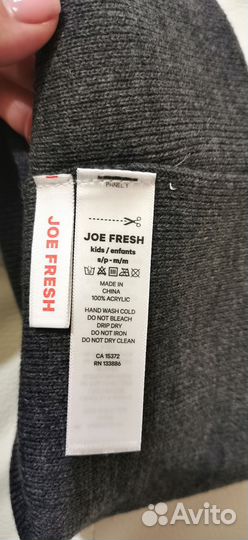 JOE FRESH
JOE FRESH
kids / enfants
s/p - m/m
MADE IN
CHINA
100% ACRYLIC
HAND WASH COLD
DO NOT BLEACH
DRIP DRY
DO NOT IRON
DO NOT DRY CLEAN
CA 15372
RN 133886
Avito